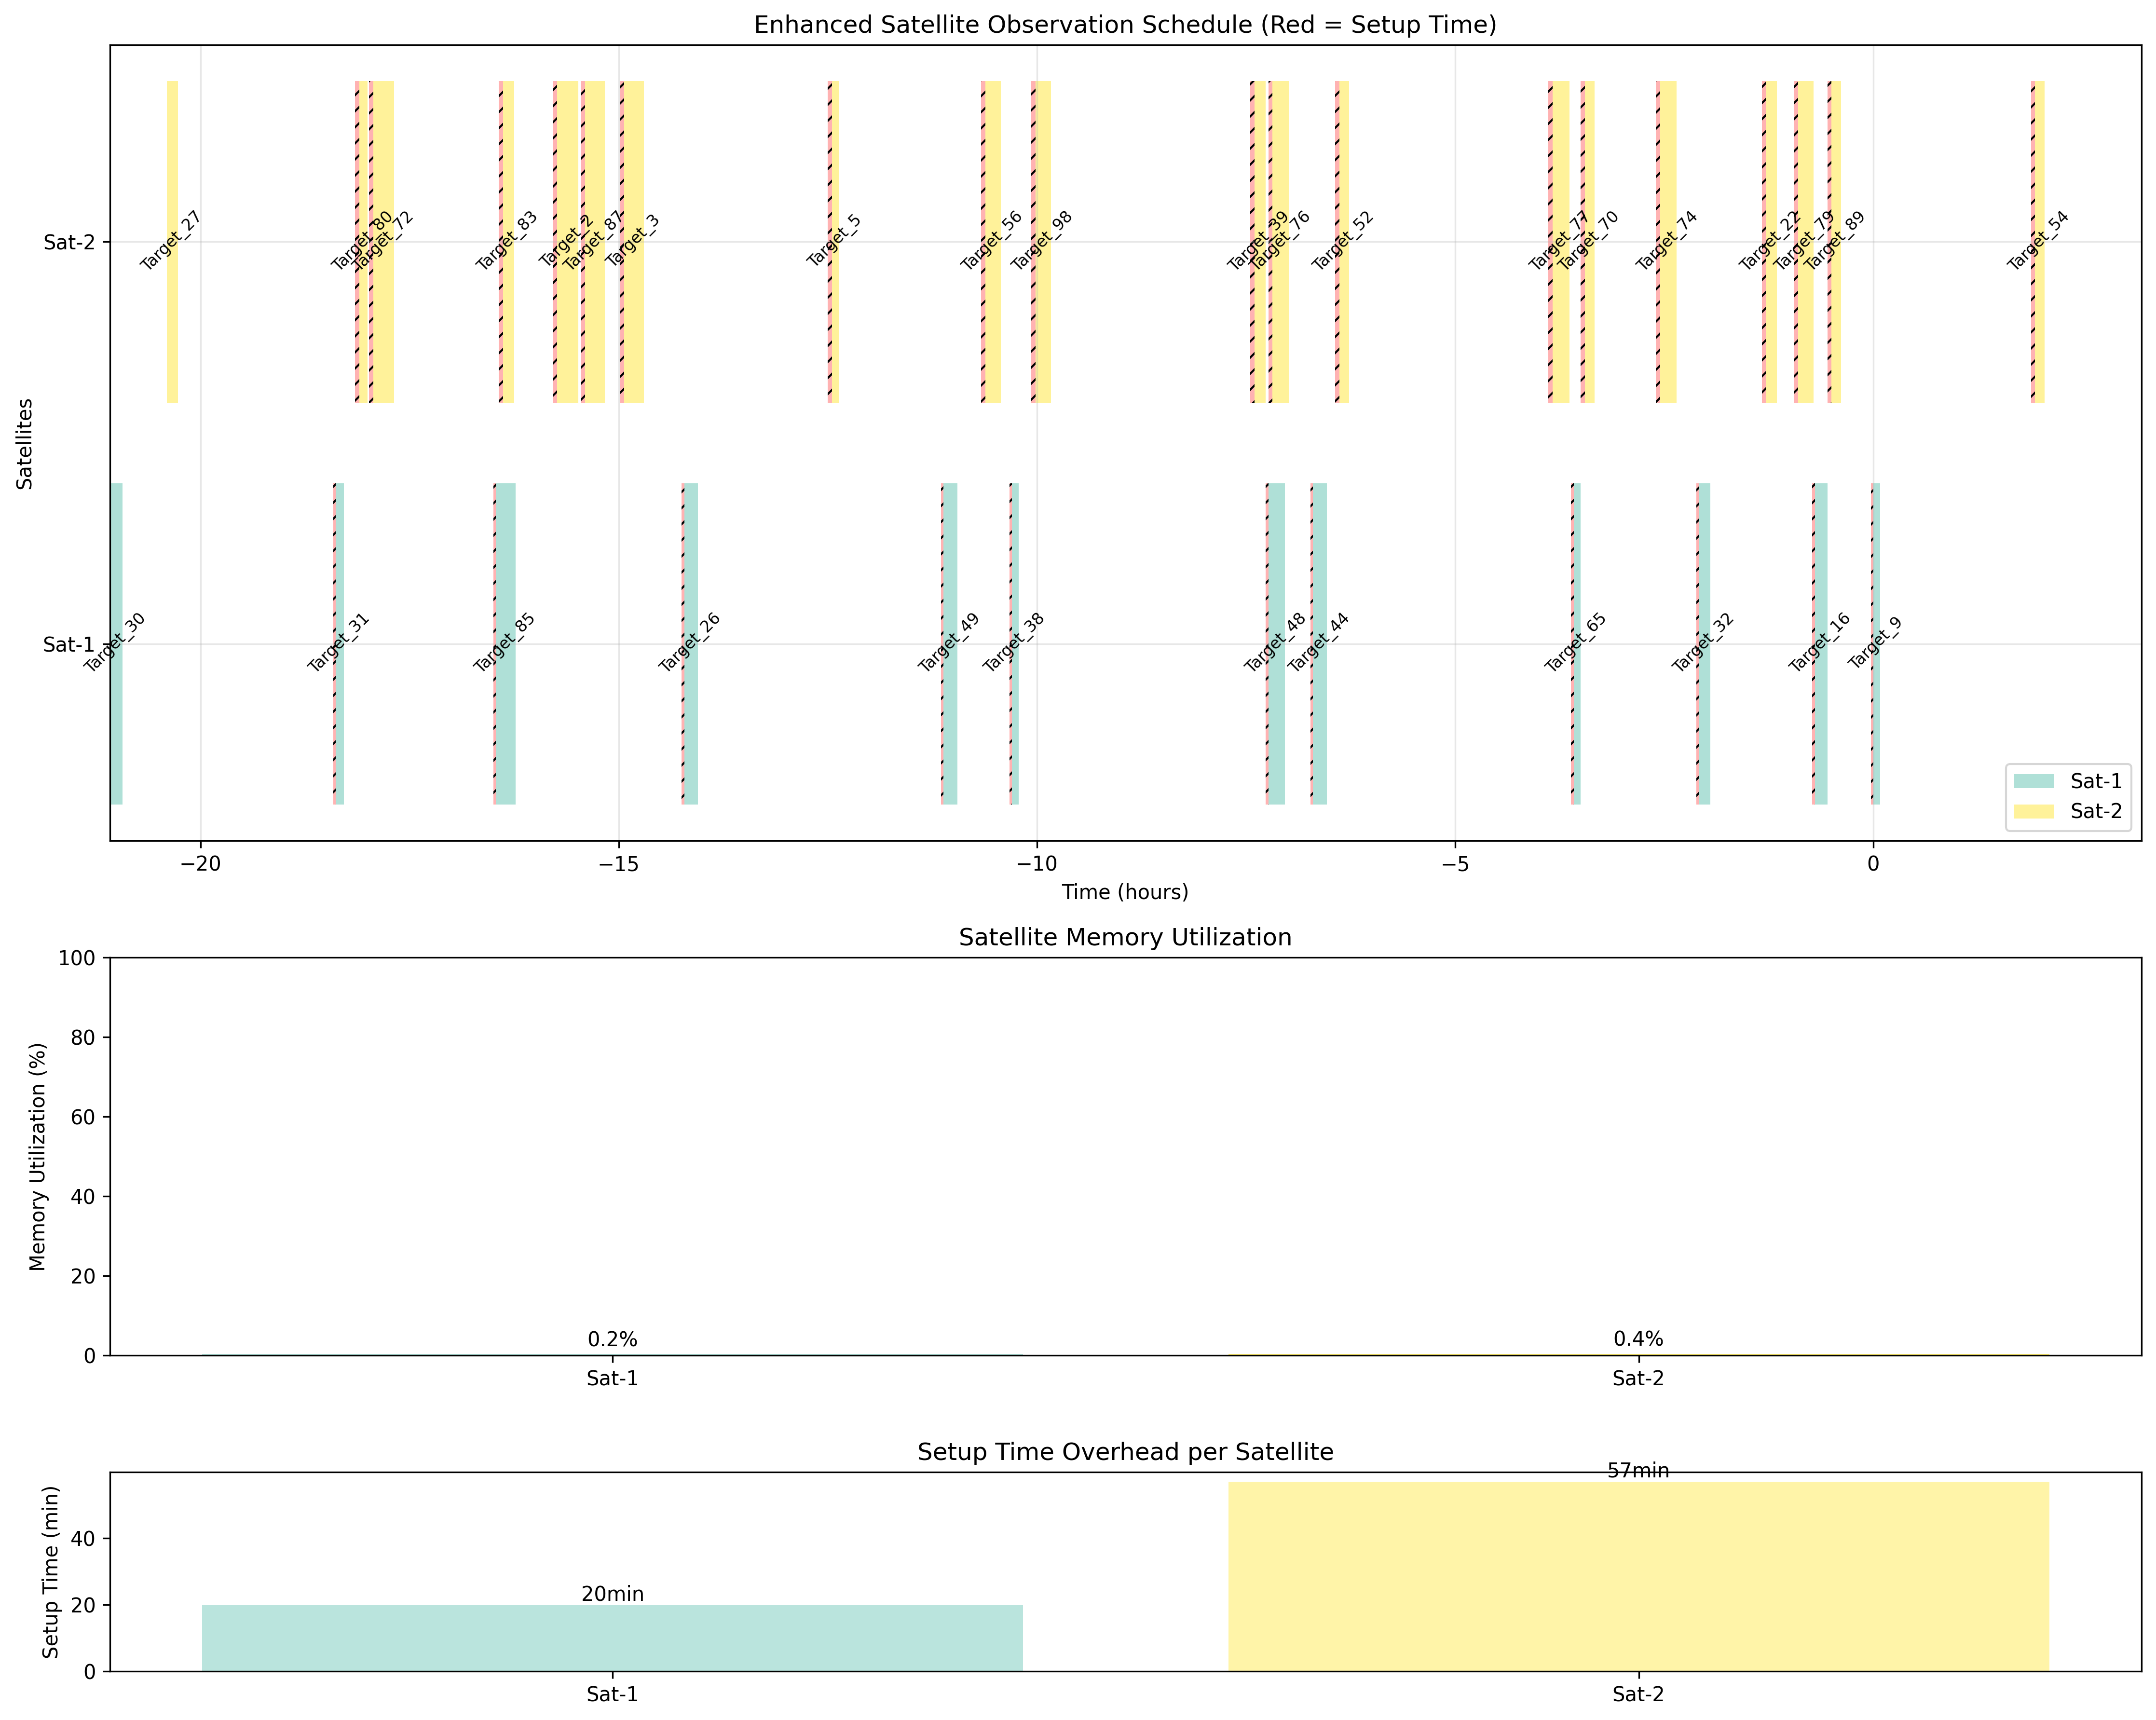 Enhanced Satellite Observation Schedule (Red = Setup Time)
Satellites
Sat-2
Target_27
Target_80
Target_72
Target_83
Target_2
Target_87
Target_3
Target_5
Target_56
Target_98
Target_39
Target_76
Target_52
Target_77
Target_70
Target_74
Target_22
Target_79
Target_89
Target_54
Sat-1
Target_30
Target_31
Target_85
Target_26
Target_49
Target_38
Target_48
Target_44
Target_65
Target_32
Target_16
Target_9
Sat-1
Sat-2
−20
−15
−10
−5
0
Time (hours)
Satellite Memory Utilization
Memory Utilization (%)
100
80
60
40
20
0
0.2%
0.4%
Sat-1
Sat-2
Setup Time Overhead per Satellite
Setup Time (min)
40
20
0
20min
57min
Sat-1
Sat-2